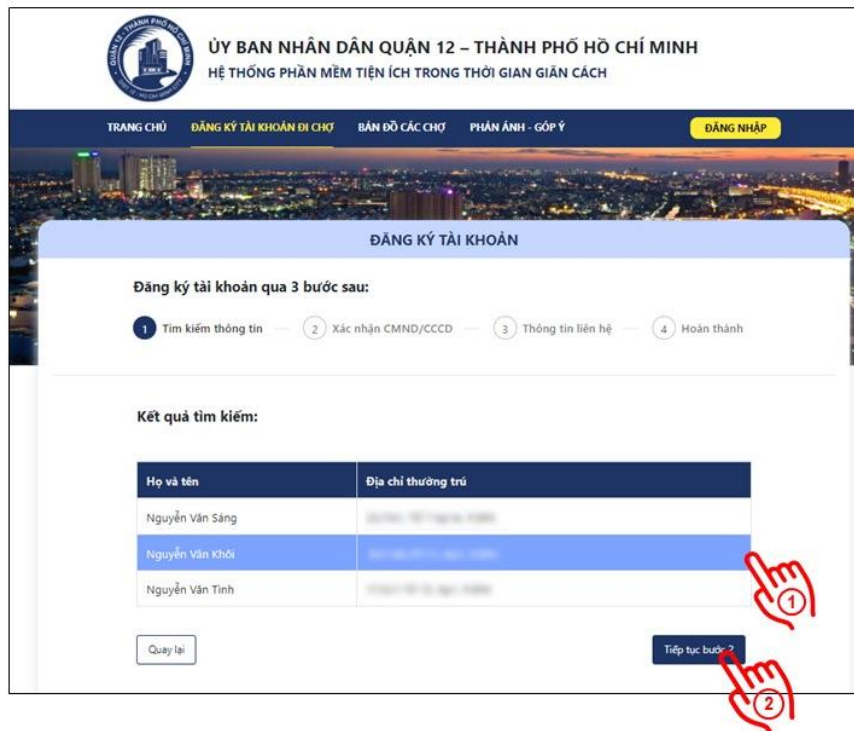 ỦY BAN NHÂN DÂN QUẬN 12 – THÀNH PHỐ HỒ CHÍ MINH
HỆ THỐNG PHẦN MỀM TIỆN ÍCH TRONG THỜI GIAN GIÃN CÁCH
TRANG CHỦ ĐĂNG KÝ TÀI KHOẢN ĐI CHỢ BẢN ĐỒ CÁC CHỢ PHẢN ÁNH - GÓP Ý ĐĂNG NHẬP
ĐĂNG KÝ TÀI KHOẢN
Đăng ký tài khoản qua 3 bước sau:
1 Tìm kiếm thông tin 2 Xác nhận CMND/CCCD 3 Thông tin liên hệ 4 Hoàn thành
Kết quả tìm kiếm:
Họ và tên Địa chỉ thường trú
Nguyễn Văn Sáng
Nguyễn Văn Khôi
Nguyễn Văn Tình
1
Quay lại Tiếp tục bước 2
2